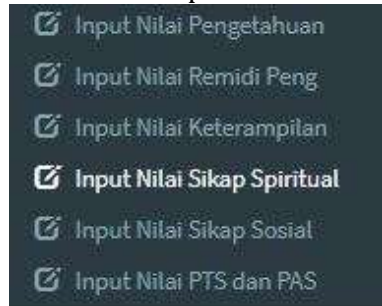 Input Nilai Pengetahuan
Input Nilai Remidi Peng
Input Nilai Keterampilan
Input Nilai Sikap Spiritual
Input Nilai Sikap Sosial
Input Nilai PTS dan PAS